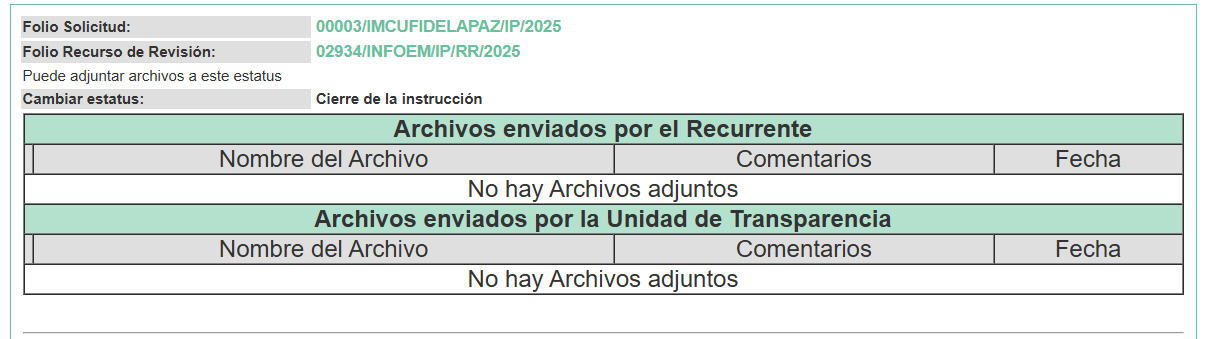 Folio Solicitud: 00003/IMCUFIDELAPAZ/IP/2025
Folio Recurso de Revisión: 02934/INFOEM/IP/RR/2025
Puede adjuntar archivos a este estatus
Cambiar estatus: Cierre de la instrucción
Archivos enviados por el Recurrente
Nombre del Archivo Comentarios Fecha
No hay Archivos adjuntos
Archivos enviados por la Unidad de Transparencia
Nombre del Archivo Comentarios Fecha
No hay Archivos adjuntos